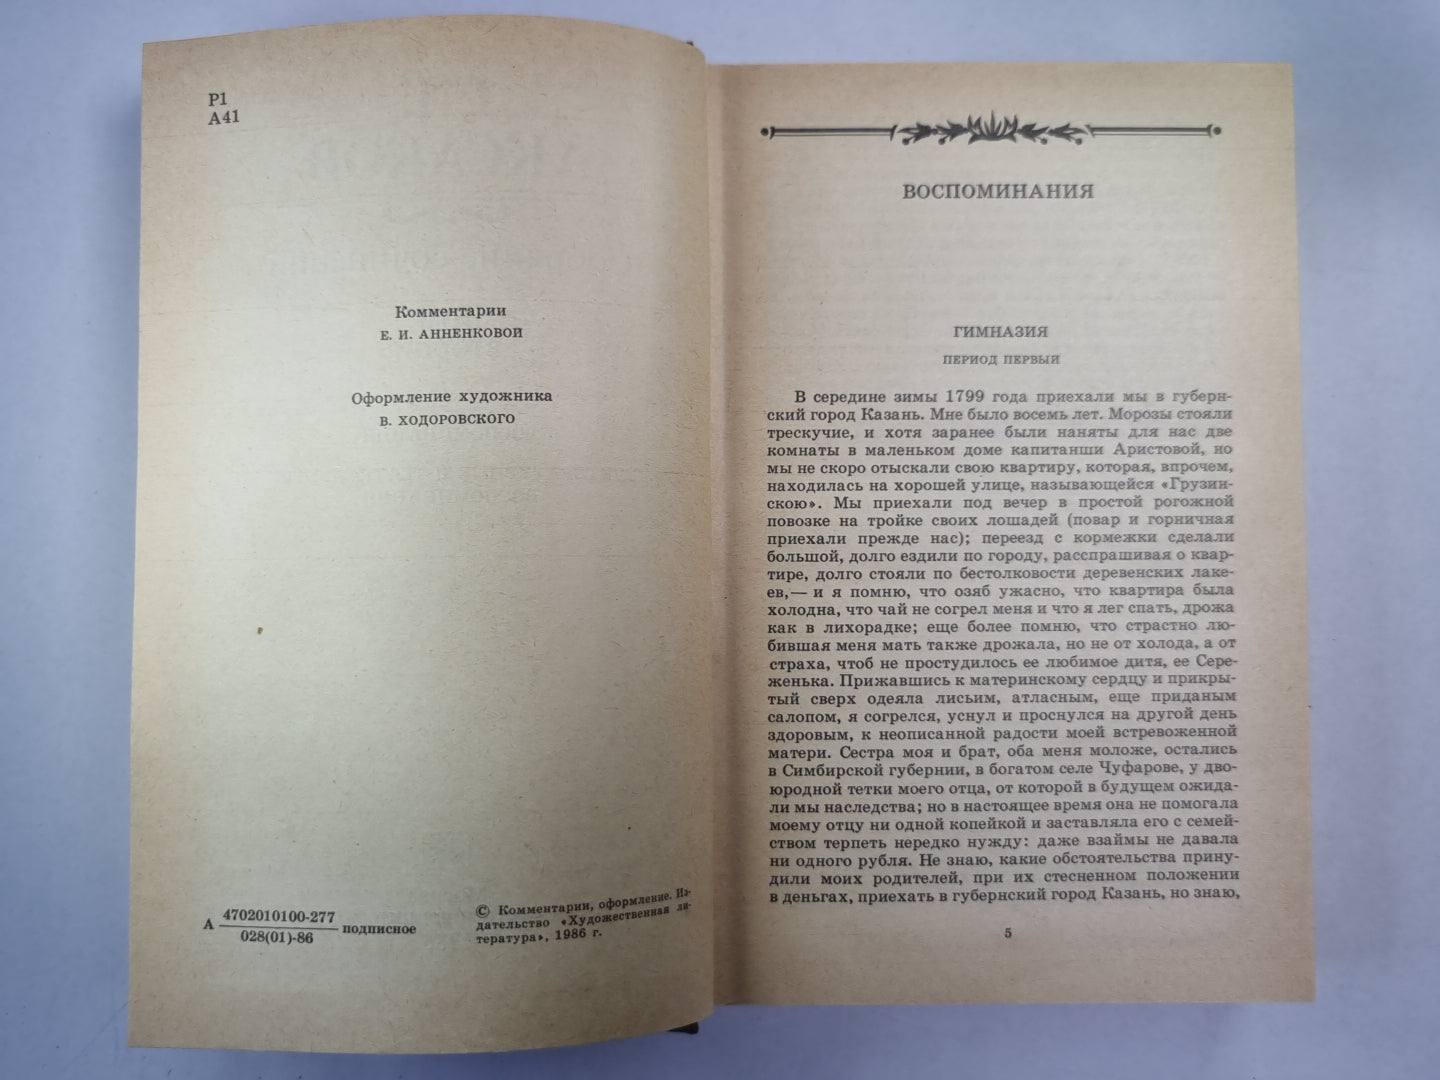 Р1
А41
Комментарии
Е. И. АННЕНКОВОЙ
Оформление художника
В. ХОДОРОВСКОГО
А 4702010100-277
028(01)-86 подписное
© Комментарии, оформление. Из-
дательство «Художественная ли-
тература», 1986 г.
ВОСПОМИНАНИЯ
ГИМНАЗИЯ
ПЕРИОД ПЕРВЫЙ
В середине зимы 1799 года приехали мы в губерн-
ский город Казань. Мне было восемь лет. Морозы стояли
трескучие, и хотя заранее были наняты для нас две
комнаты в маленьком доме капитанши Аристовой, но
мы не скоро отыскали свою квартиру, которая, впрочем,
находилась на хорошей улице, называющейся «Грузин-
скою». Мы приехали под вечер в простой рогожной
повозке на тройке своих лошадей (повар и горничная
приехали прежде нас); переезд с кормежки сделали
большой, долго ездили по городу, расспрашивая о квар-
тире, долго стояли по бестолковости деревенских лаке-
ев,— и я помню, что озяб ужасно, что квартира была
холодна, что чай не согрел меня и что я лег спать, дрожа
как в лихорадке; еще более помню, что страстно лю-
бившая меня мать также дрожала, но не от холода, а от
страха, чтоб не простудилось ее любимое дитя, ее Сере-
женька. Прижавшись к материнскому сердцу и прикры-
тый сверх одеяла лисьим, атласным, еще приданым
салопом, я согрелся, уснул и проснулся на другой день
здоровым, к неописанной радости моей встревоженной
матери. Сестра моя и брат, оба меня моложе, остались
в Симбирской губернии, в богатом селе Чуфарове, у дво-
юродной тетки моего отца, от которой в будущем ожида-
ли мы наследства; но в настоящее время она не помогала
моему отцу ни одной копейкой и заставляла его с семей-
ством терпеть нередко нужду: даже взаймы не давала
ни одного рубля. Не знаю, какие обстоятельства прину-
дили моих родителей, при их стесненном положении
в деньгах, приехать в губернский город Казань, но знаю,
5